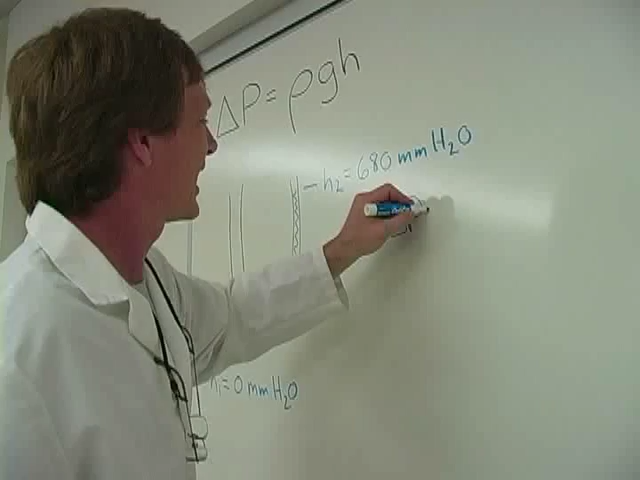 ΔP = ρgh
h₂ = 680 mm H₂O
h₁ = 0 mm H₂O